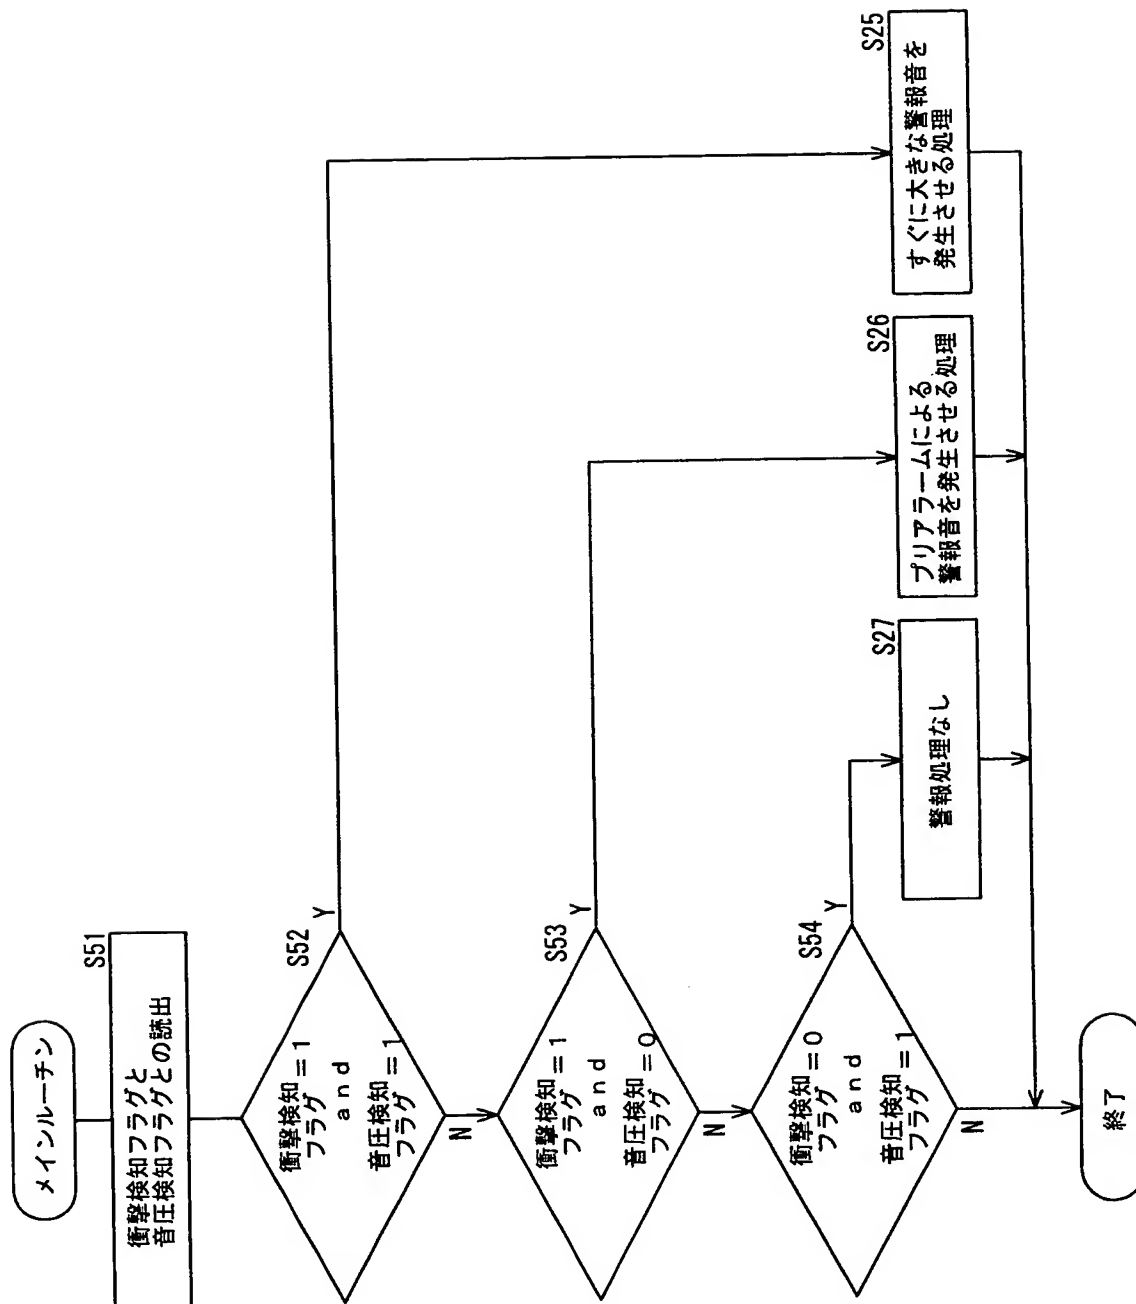 メインルーチン
S51
衝撃検知フラグと
音圧検知フラグとの読出
S52
衝撃検知
フラグ =1
and
音圧検知
フラグ =1
Y
N
S53
衝撃検知
フラグ =1
and
音圧検知
フラグ =0
Y
N
S54
衝撃検知
フラグ =0
and
音圧検知
フラグ =1
Y
N
S27
警報処理なし
S26
プリアラームによる
警報音を発生させる処理
S25
すぐに大きな警報音を
発生させる処理
終了